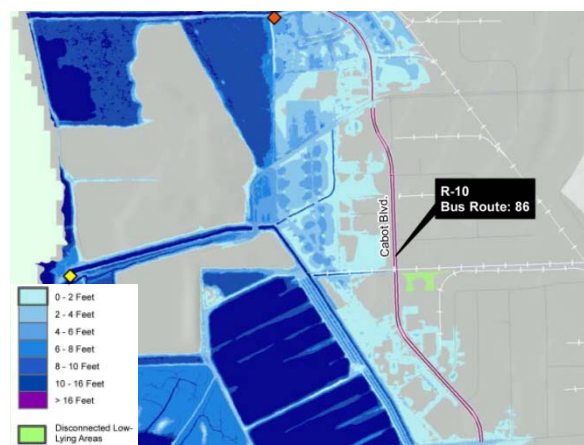 R-10
Bus Route: 86
Cabot Blvd.
0 - 2 Feet
2 - 4 Feet
4 - 6 Feet
6 - 8 Feet
8 - 10 Feet
10 - 16 Feet
> 16 Feet
Disconnected Low-
Lying Areas